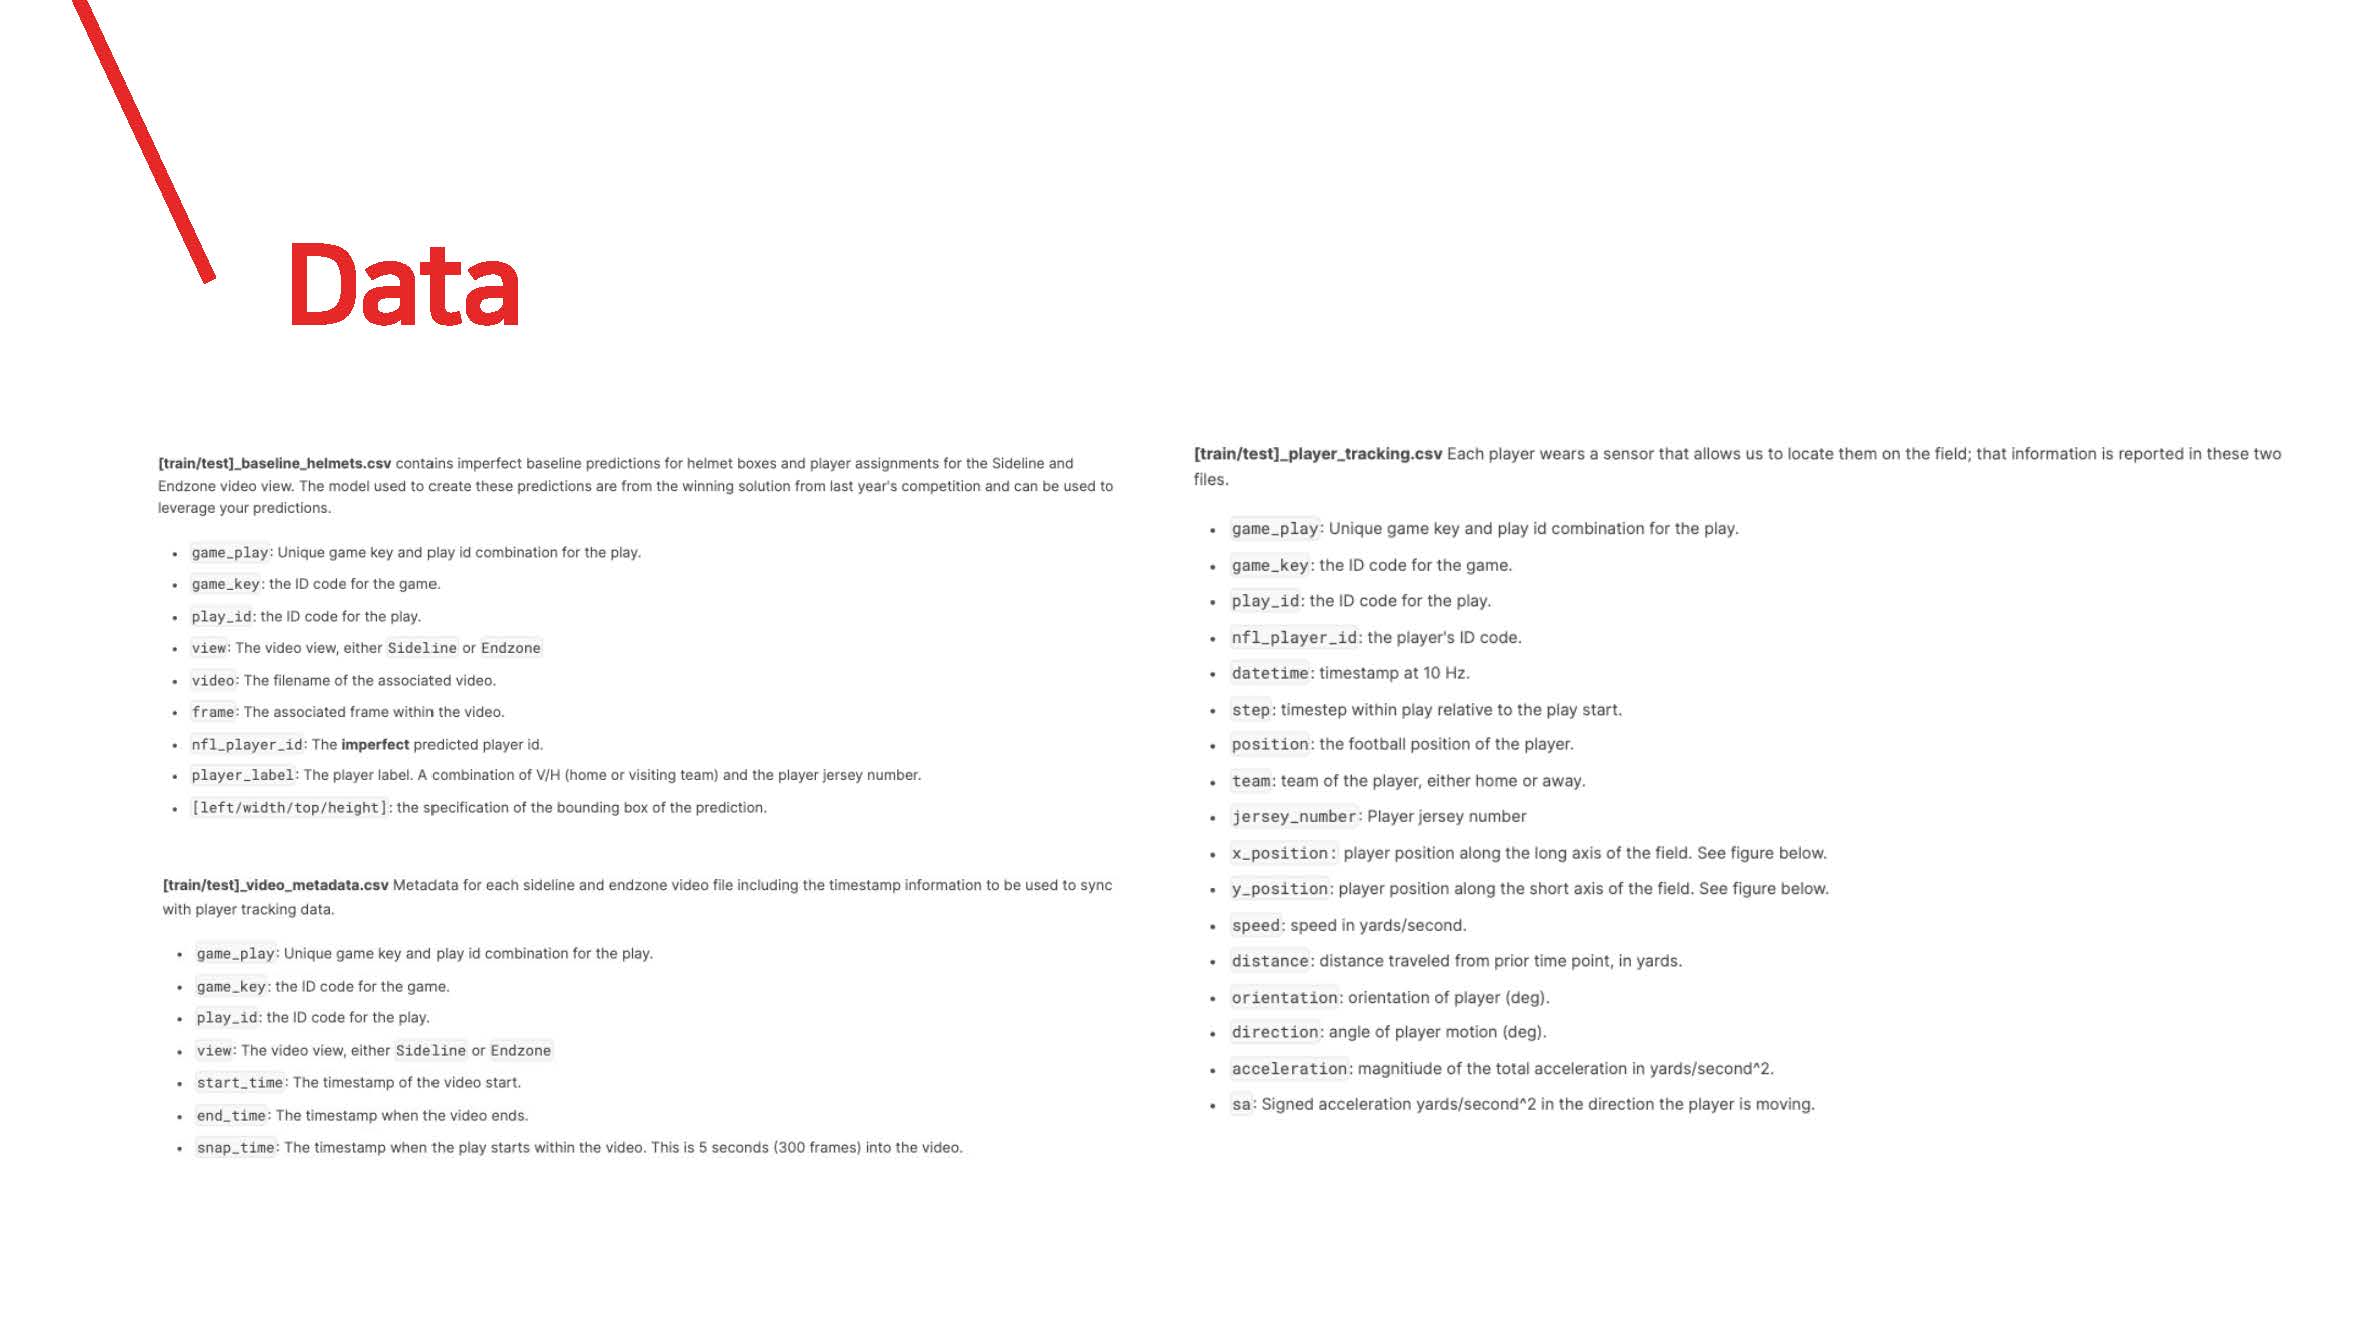 Data
[train/test]_baseline_helmets.csv contains imperfect baseline predictions for helmet boxes and player assignments for the Sideline and
Endzone video view. The model used to create these predictions are from the winning solution from last year's competition and can be used to
leverage your predictions.
• game_play: Unique game key and play id combination for the play.
• game_key: the ID code for the game.
• play_id: the ID code for the play.
• view: The video view, either Sideline or Endzone
• video: The filename of the associated video.
• frame: The associated frame within the video.
• nfl_player_id: The imperfect predicted player id.
• player_label: The player label. A combination of V/H (home or visiting team) and the player jersey number.
• [left/width/top/height]: the specification of the bounding box of the prediction.
[train/test]_video_metadata.csv Metadata for each sideline and endzone video file including the timestamp information to be used to sync
with player tracking data.
• game_play: Unique game key and play id combination for the play.
• game_key: the ID code for the game.
• play_id: the ID code for the play.
• view: The video view, either Sideline or Endzone
• start_time: The timestamp of the video start.
• end_time: The timestamp when the video ends.
• snap_time: The timestamp when the play starts within the video. This is 5 seconds (300 frames) into the video.
[train/test]_player_tracking.csv Each player wears a sensor that allows us to locate them on the field; that information is reported in these two
files.
• game_play: Unique game key and play id combination for the play.
• game_key: the ID code for the game.
• play_id: the ID code for the play.
• nfl_player_id: the player's ID code.
• datetime: timestamp at 10 Hz.
• step: timestep within play relative to the play start.
• position: the football position of the player.
• team: team of the player, either home or away.
• jersey_number: Player jersey number
• x_position: player position along the long axis of the field. See figure below.
• y_position: player position along the short axis of the field. See figure below.
• speed: speed in yards/second.
• distance: distance traveled from prior time point, in yards.
• orientation: orientation of player (deg).
• direction: angle of player motion (deg).
• acceleration: magnitiude of the total acceleration in yards/second^2.
• sa: Signed acceleration yards/second^2 in the direction the player is moving.